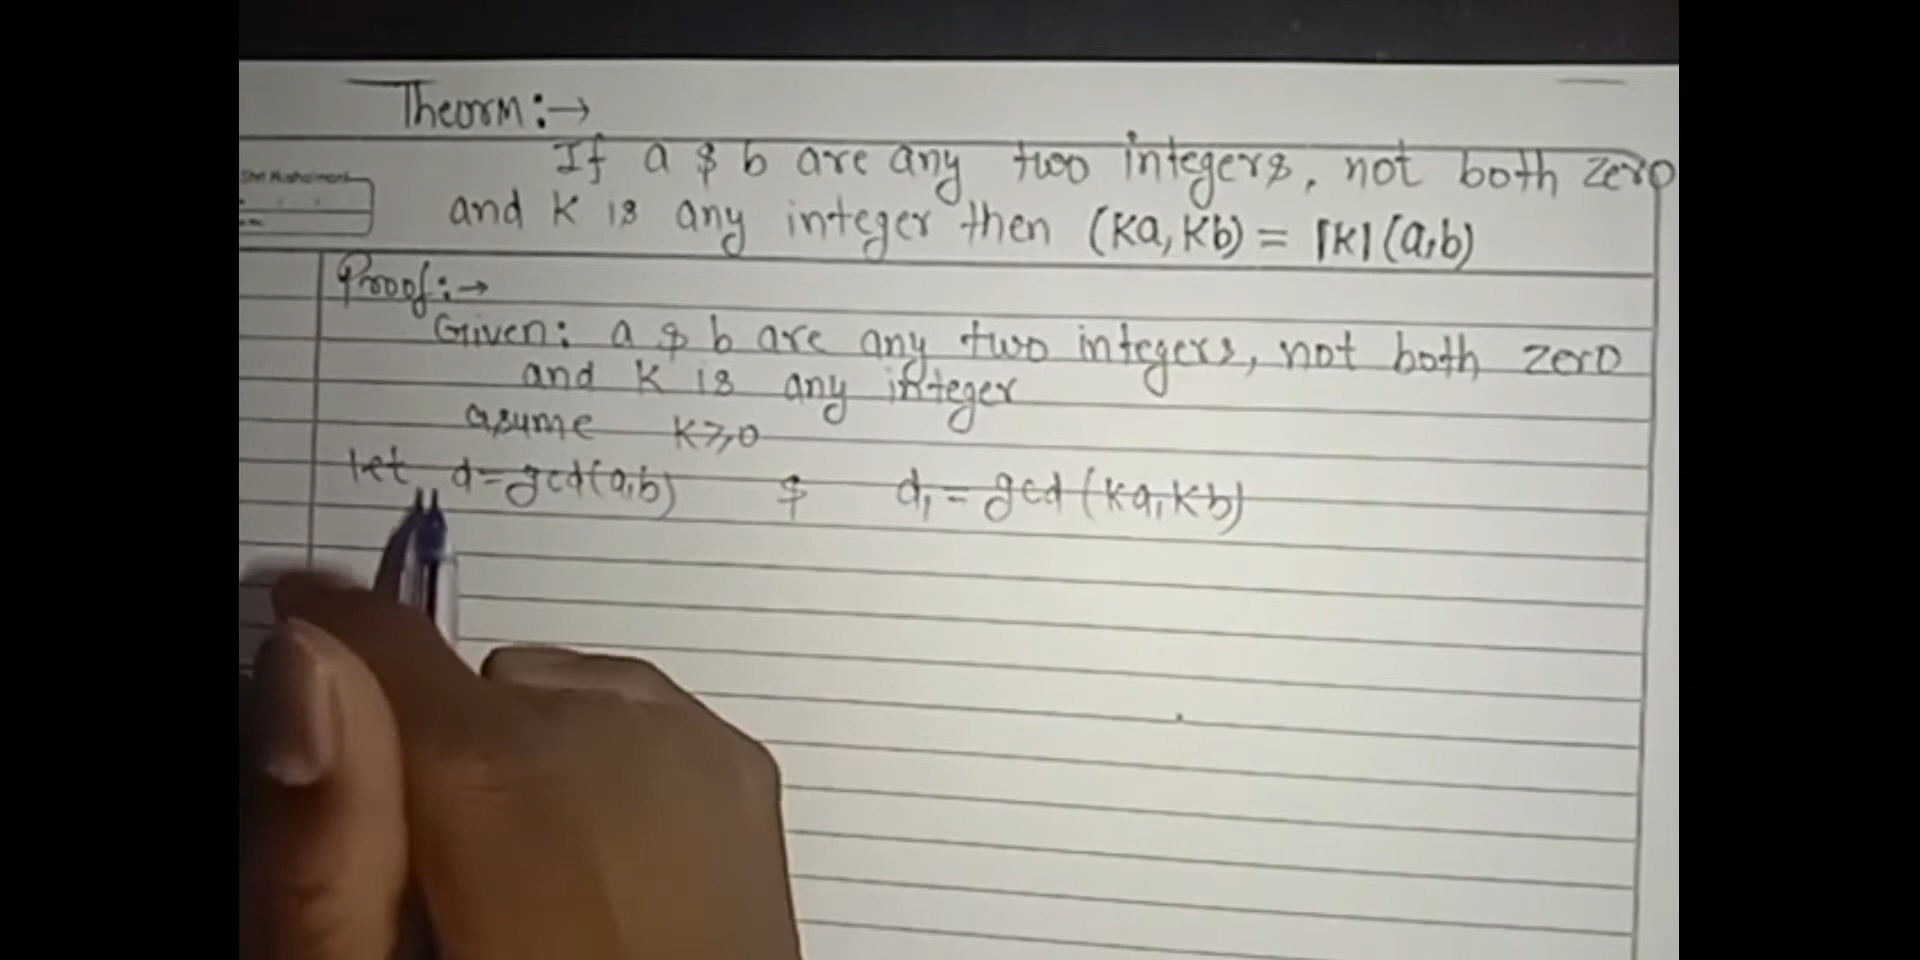 Theorm:→
If a & b are any two integers, not both zero
and K is any integer then (Ka, Kb) = |K| (a,b)
Proof:→
Given: a & b are any two integers, not both zero
and K is any integer
asume K≥0
let d=gcd(a,b) & d₁ = gcd (Ka, Kb)